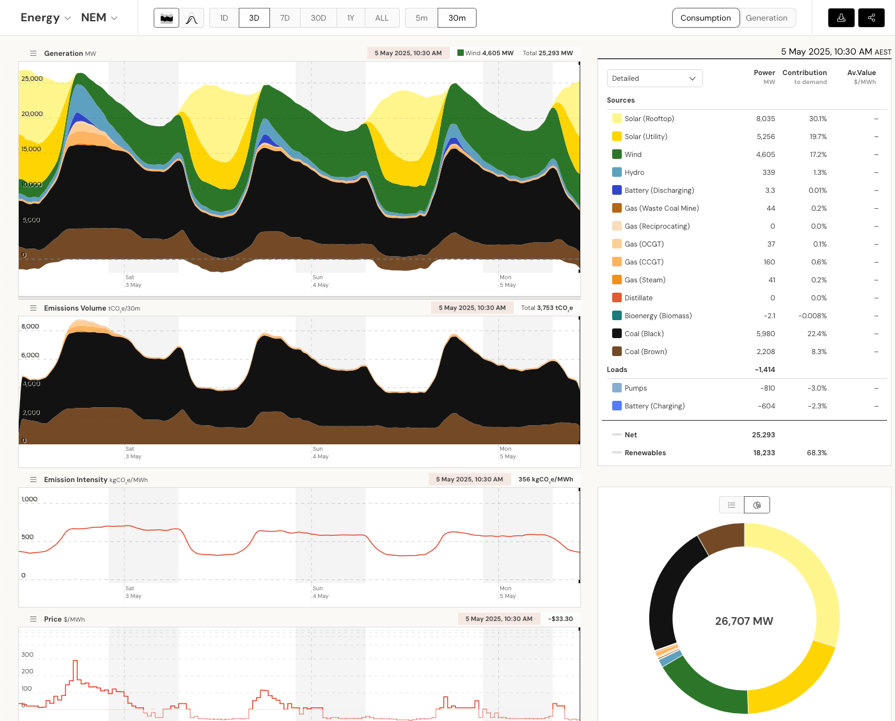 Energy NEM 1D 3D 7D 30D 1Y ALL 5m 30m Consumption Generation
5 May 2025, 10:30 AM AEST
Generation MW 5 May 2025, 10:30 AM Wind 4,605 MW Total 25,293 MW
25,000
20,000
15,000
10,000
5,000
0
Sat Sun Mon
3 May 4 May 5 May
Emissions Volume tCO₂e/30m 5 May 2025, 10:30 AM Total 3,753 tCO₂e
8,000
6,000
4,000
2,000
0
Sat Sun Mon
3 May 4 May 5 May
Emission Intensity kgCO₂e/MWh 5 May 2025, 10:30 AM 356 kgCO₂e/MWh
1,000
500
0
Sat Sun Mon
3 May 4 May 5 May
Price $/MWh 5 May 2025, 10:30 AM -$33.30
300
200
100
Detailed Power Contribution Av.Value
MW to demand $/MWh
Sources
Solar (Rooftop) 8,035 30.1% –
Solar (Utility) 5,256 19.7% –
Wind 4,605 17.2% –
Hydro 339 1.3% –
Battery (Discharging) 3.3 0.01% –
Gas (Waste Coal Mine) 44 0.2% –
Gas (Reciprocating) 0 0.0% –
Gas (OCGT) 37 0.1% –
Gas (CCGT) 160 0.6% –
Gas (Steam) 41 0.2% –
Distillate 0 0.0% –
Bioenergy (Biomass) -2.1 -0.008% –
Coal (Black) 5,980 22.4% –
Coal (Brown) 2,208 8.3% –
Loads -1,414
Pumps -810 -3.0% –
Battery (Charging) -604 -2.3% –
Net 25,293
Renewables 18,233 68.3%
26,707 MW